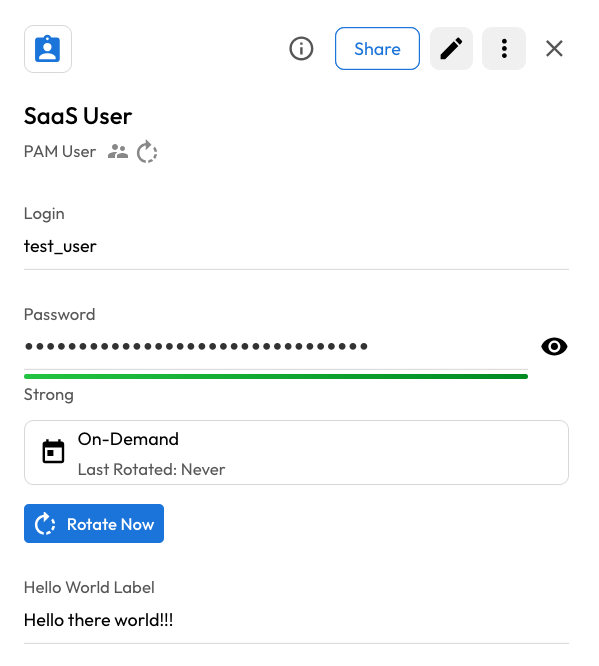 Share
SaaS User
PAM User
Login
test_user
Password
••••••••••••••••••••••••••••••••
Strong
On-Demand
Last Rotated: Never
Rotate Now
Hello World Label
Hello there world!!!